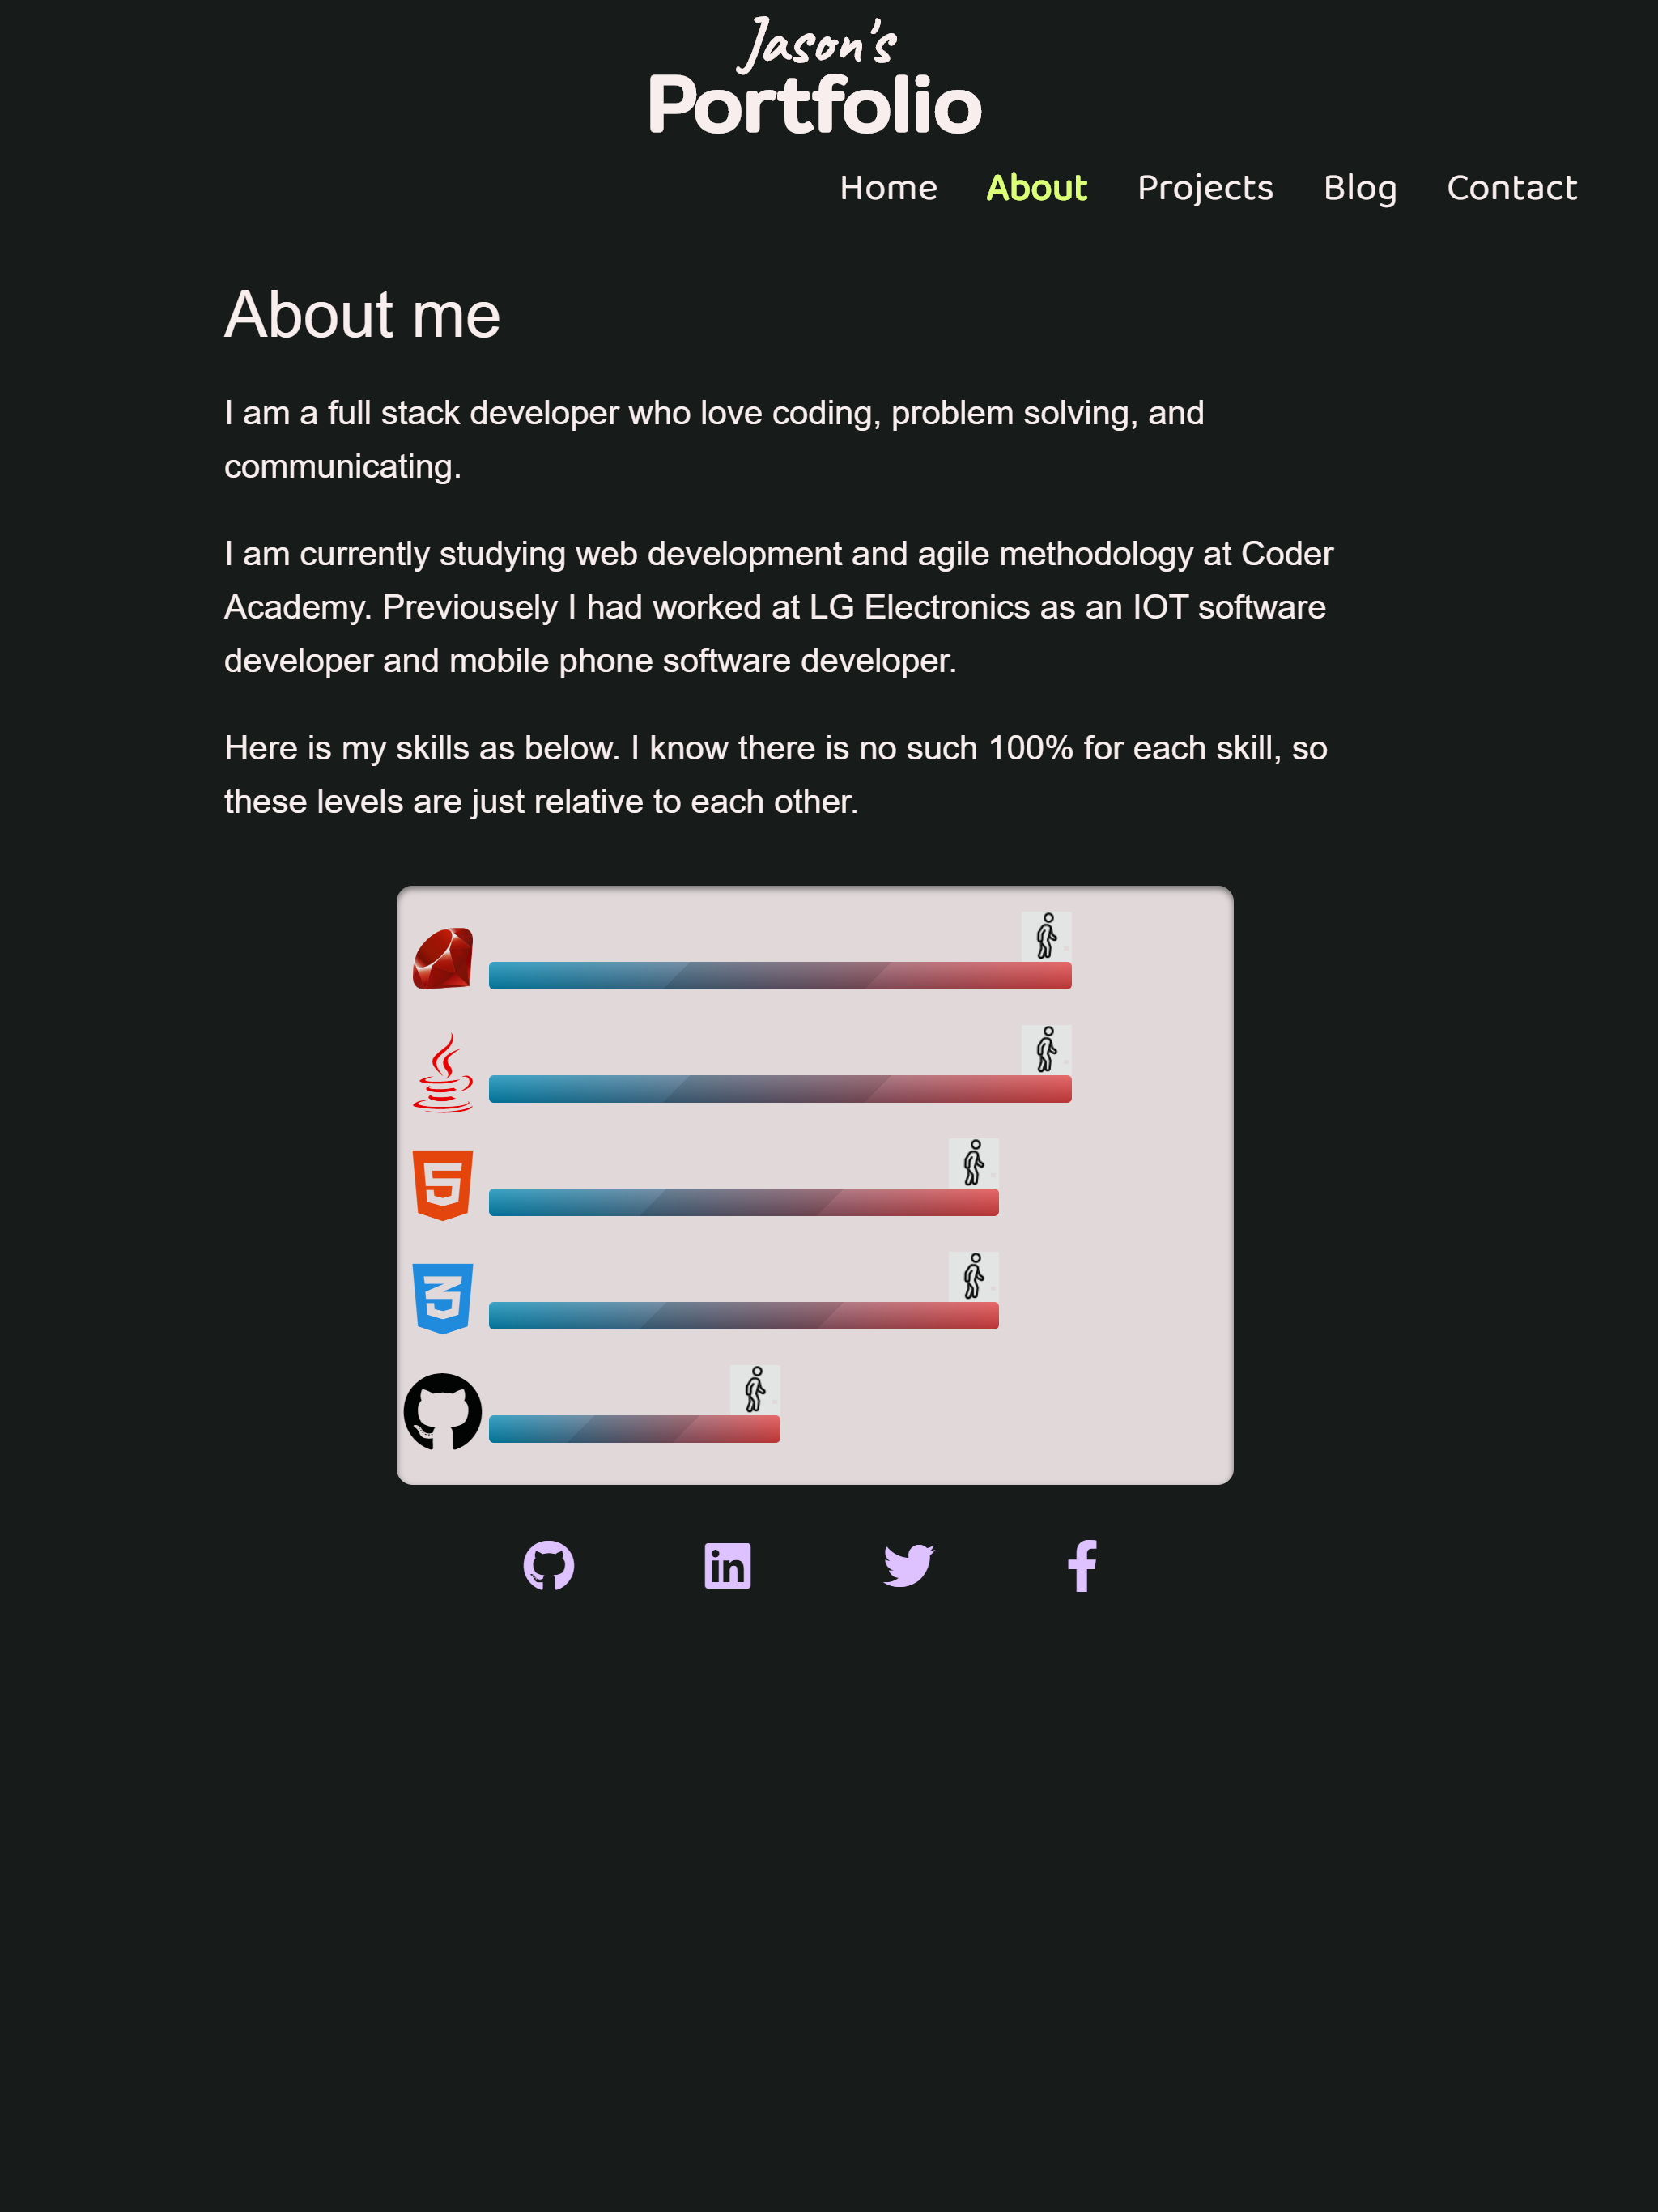 Jason's
Portfolio
Home About Projects Blog Contact
About me
I am a full stack developer who love coding, problem solving, and
communicating.
I am currently studying web development and agile methodology at Coder
Academy. Previousely I had worked at LG Electronics as an IOT software
developer and mobile phone software developer.
Here is my skills as below. I know there is no such 100% for each skill, so
these levels are just relative to each other.